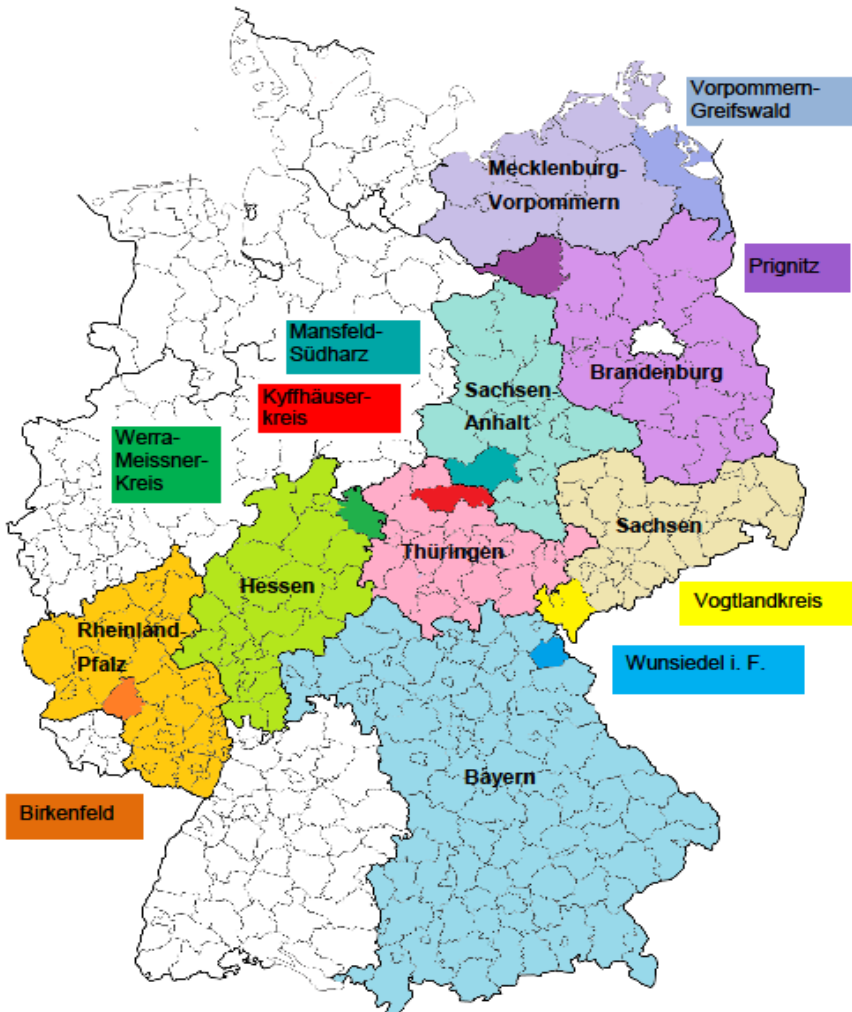 Vorpommern-
Greifswald
Mecklenburg-
Vorpommern
Prignitz
Mansfeld-
Südharz
Brandenburg
Sachsen-
Anhalt
Kyffhäuser-
kreis
Werra-
Meissner-
Kreis
Sachsen
Thüringen
Hessen
Vogtlandkreis
Rheinland
Pfalz
Wunsiedel i. F.
Bayern
Birkenfeld